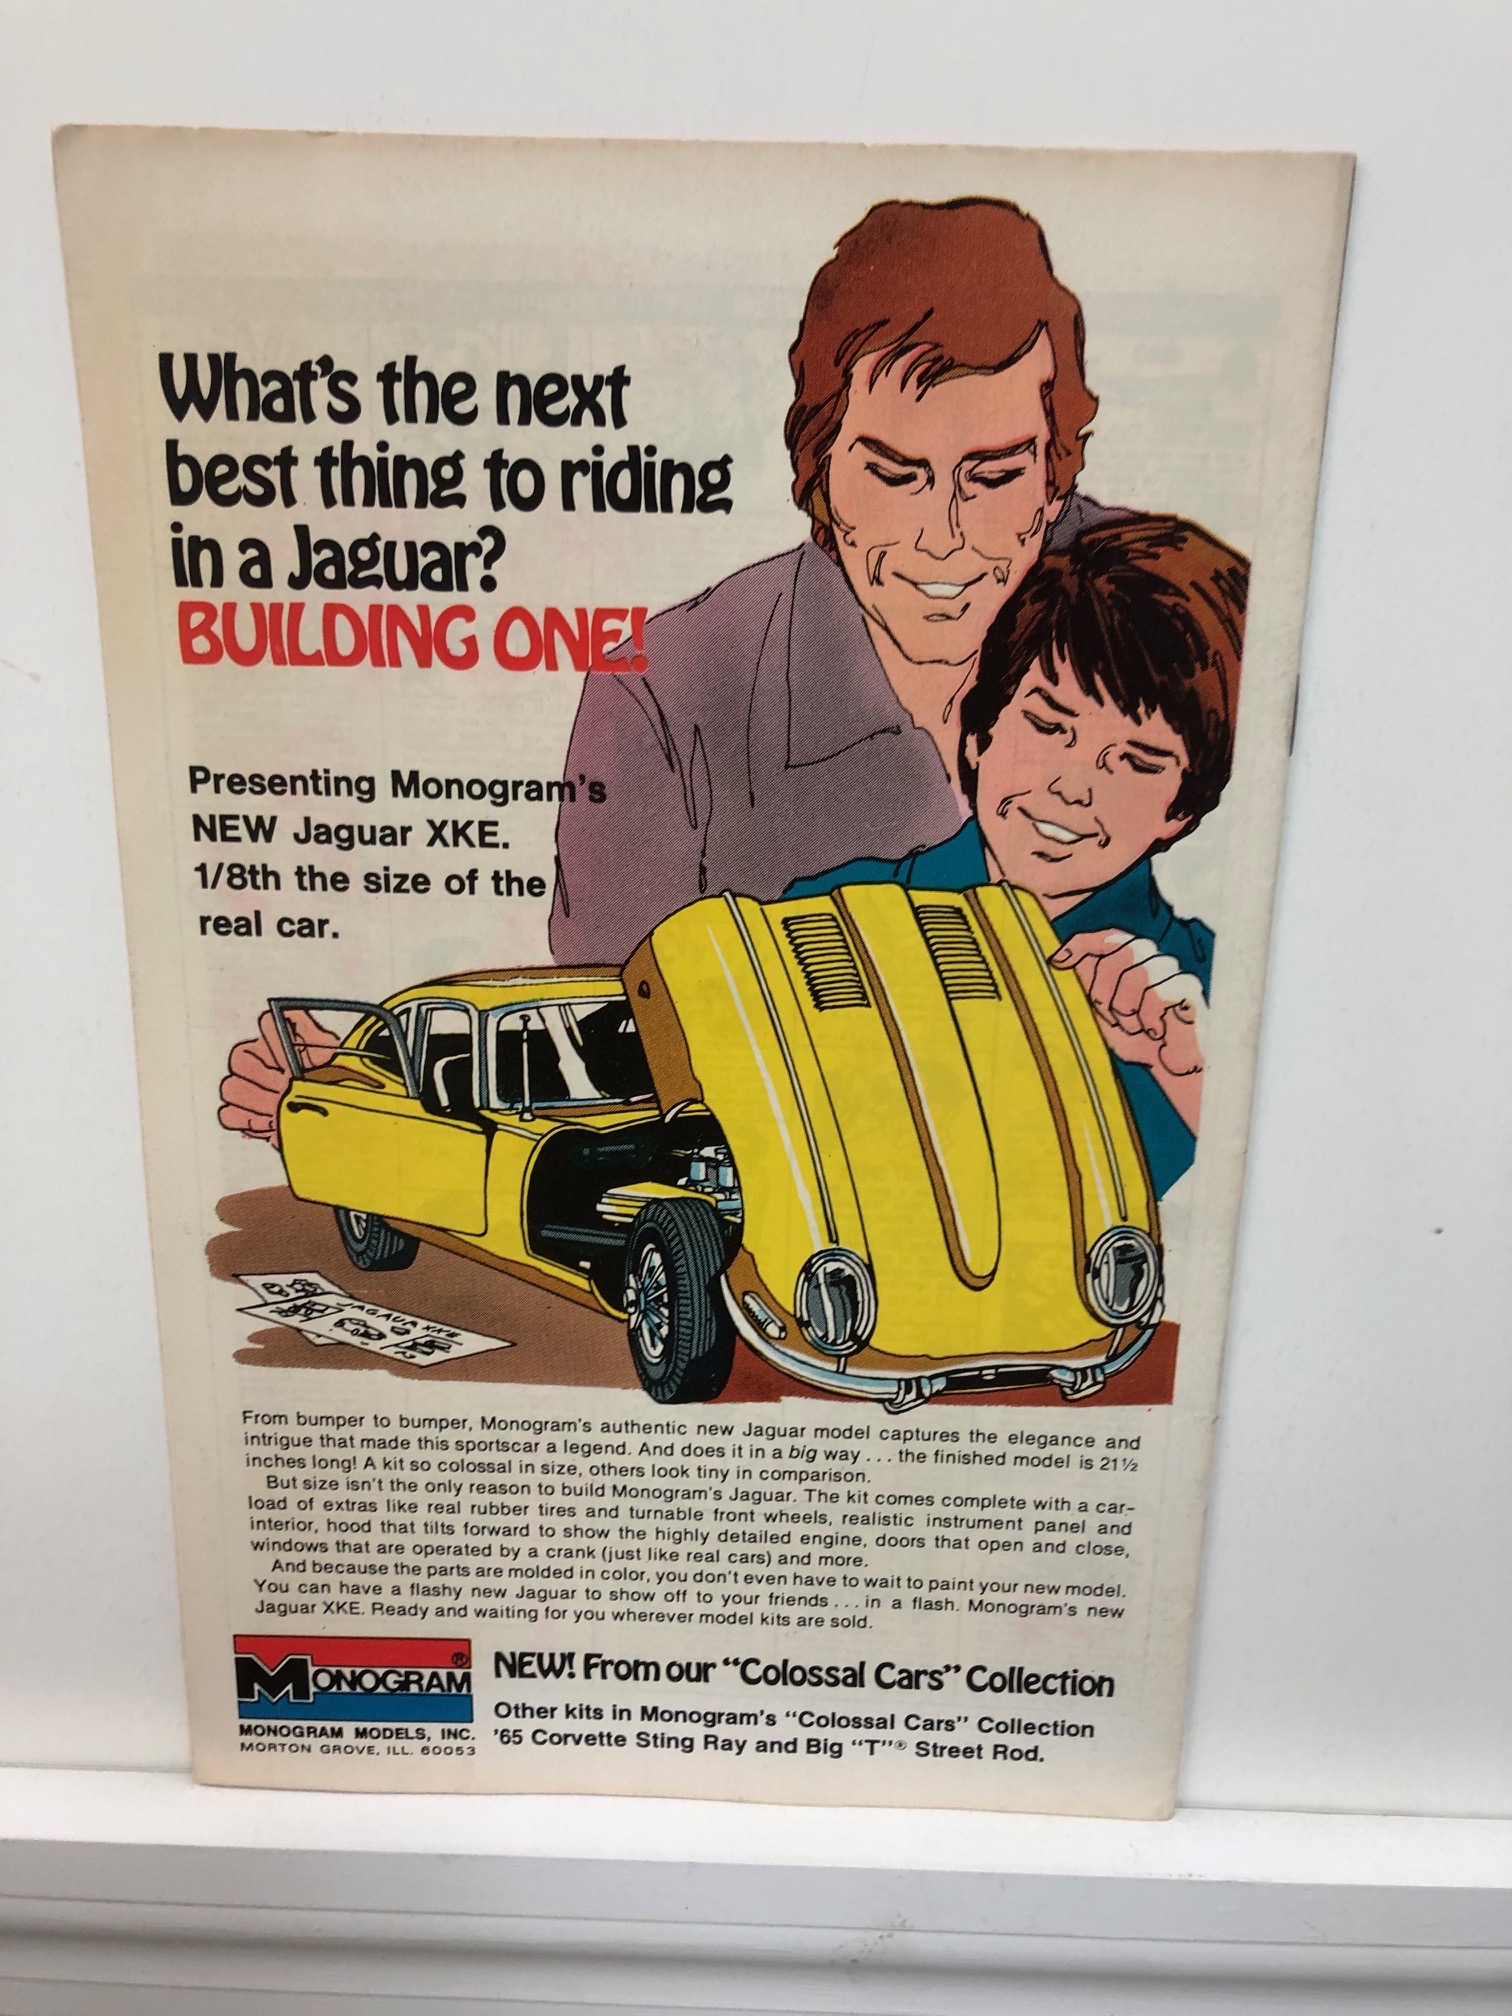 What's the next
best thing to riding
in a Jaguar?
BUILDING ONE!
Presenting Monogram's
NEW Jaguar XKE.
1/8th the size of the
real car.
JAGAUR XKE
From bumper to bumper, Monogram's authentic new Jaguar model captures the elegance and
intrigue that made this sportscar a legend. And does it in a big way . . . the finished model is 21½
inches long! A kit so colossal in size, others look tiny in comparison.
But size isn't the only reason to build Monogram's Jaguar. The kit comes complete with a car-
load of extras like real rubber tires and turnable front wheels, realistic instrument panel and
interior, hood that tilts forward to show the highly detailed engine, doors that open and close,
windows that are operated by a crank (just like real cars) and more.
And because the parts are molded in color, you don't even have to wait to paint your new model.
You can have a flashy new Jaguar to show off to your friends . . . in a flash. Monogram's new
Jaguar XKE. Ready and waiting for you wherever model kits are sold.
MONOGRAM®
MONOGRAM MODELS, INC.
MORTON GROVE, ILL. 60053
NEW! From our "Colossal Cars" Collection
Other kits in Monogram's "Colossal Cars" Collection
'65 Corvette Sting Ray and Big "T"® Street Rod.